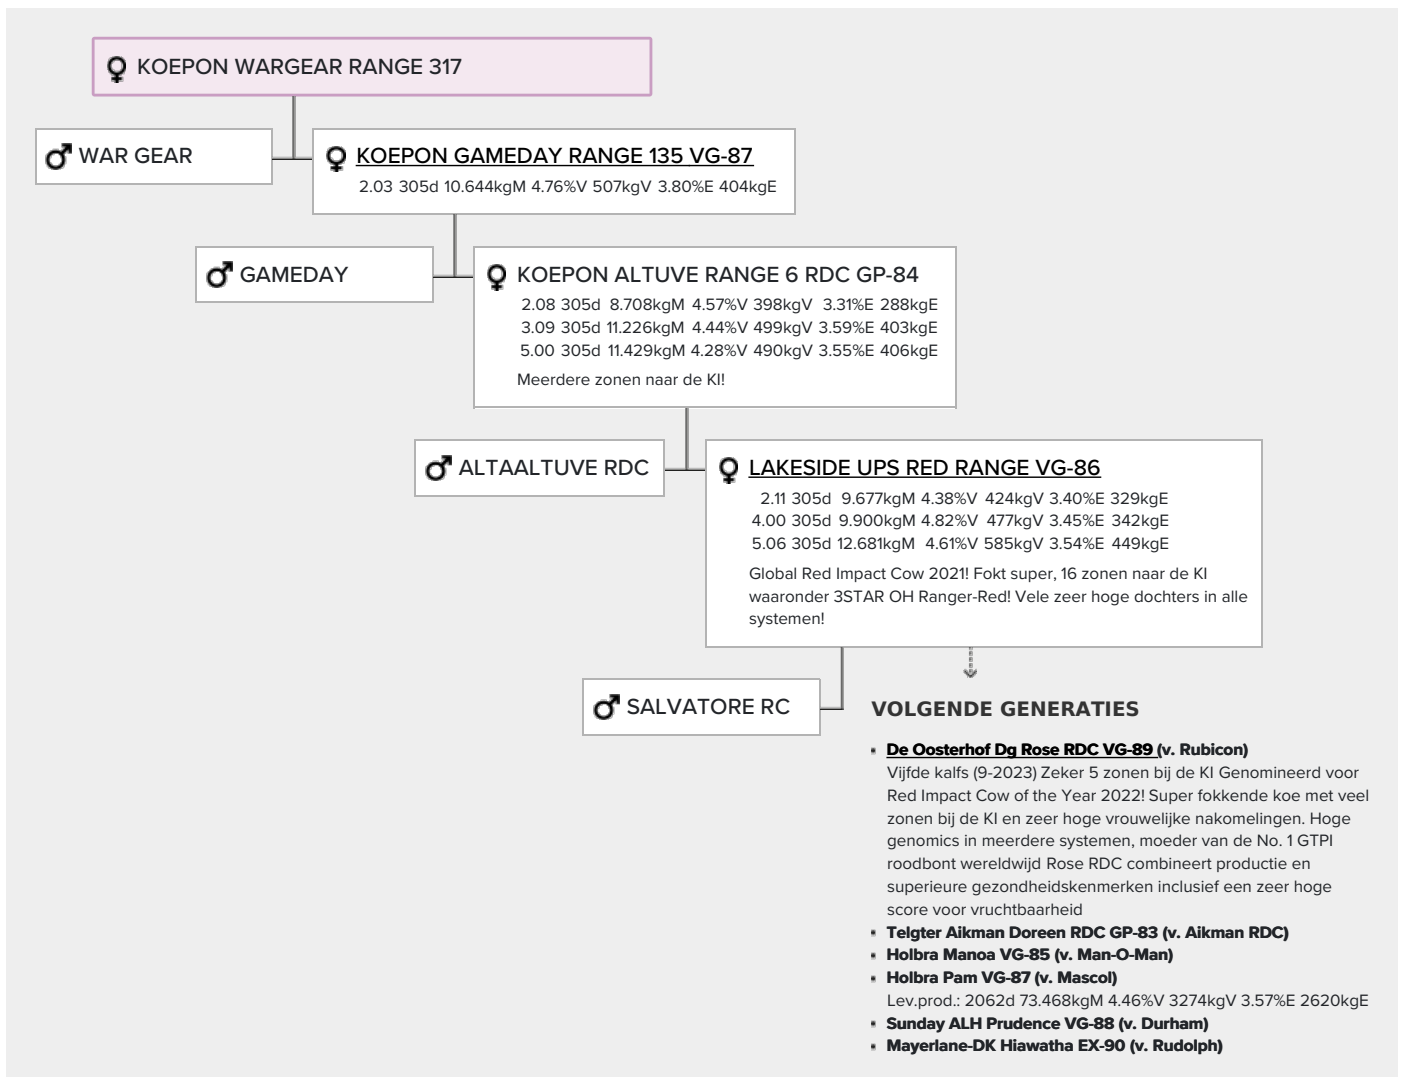 KOEPON WARGEAR RANGE 317
WAR GEAR
KOEPON GAMEDAY RANGE 135 VG-87
2.03 305d 10.644kgM 4.76%V 507kgV 3.80%E 404kgE
GAMEDAY
KOEPON ALTUVE RANGE 6 RDC GP-84
2.08 305d 8.708kgM 4.57%V 398kgV 3.31%E 288kgE
3.09 305d 11.226kgM 4.44%V 499kgV 3.59%E 403kgE
5.00 305d 11.429kgM 4.28%V 490kgV 3.55%E 406kgE
Meerdere zonen naar de KI!
ALTAALTUVE RDC
LAKESIDE UPS RED RANGE VG-86
2.11 305d 9.677kgM 4.38%V 424kgV 3.40%E 329kgE
4.00 305d 9.900kgM 4.82%V 477kgV 3.45%E 342kgE
5.06 305d 12.681kgM 4.61%V 585kgV 3.54%E 449kgE
Global Red Impact Cow 2021! Fokt super, 16 zonen naar de KI
waaronder 3STAR OH Ranger-Red! Vele zeer hoge dochters in alle
systemen!
SALVATORE RC
VOLGENDE GENERATIES
De Oosterhof Dg Rose RDC VG-89 (v. Rubicon)
Vijfde kalfs (9-2023) Zeker 5 zonen bij de KI Genomineerd voor
Red Impact Cow of the Year 2022! Super fokkende koe met veel
zonen bij de KI en zeer hoge vrouwelijke nakomelingen. Hoge
genomics in meerdere systemen, moeder van de No. 1 GTPI
roodbont wereldwijd Rose RDC combineert productie en
superieure gezondheidskenmerken inclusief een zeer hoge
score voor vruchtbaarheid
Telgter Aikman Doreen RDC GP-83 (v. Aikman RDC)
Holbra Manoa VG-85 (v. Man-O-Man)
Holbra Pam VG-87 (v. Mascol)
Lev.prod.: 2062d 73.468kgM 4.46%V 3274kgV 3.57%E 2620kgE
Sunday ALH Prudence VG-88 (v. Durham)
Mayerlane-DK Hiawatha EX-90 (v. Rudolph)